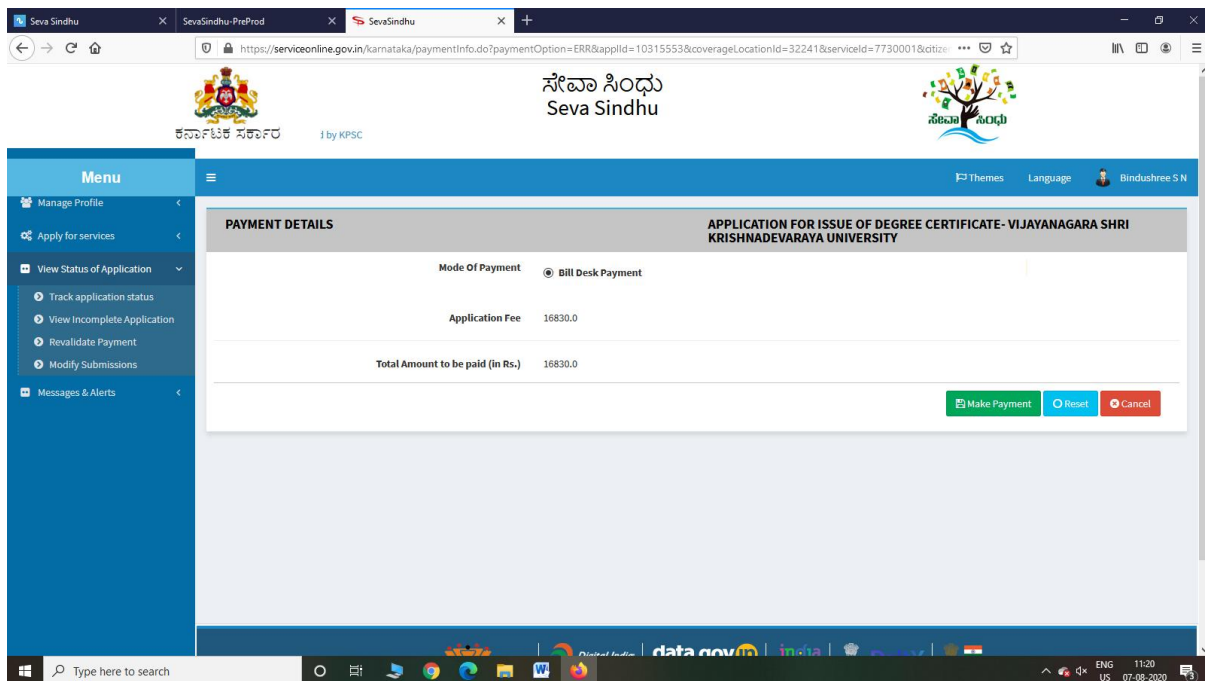 Seva Sindhu
SevaSindhu-PreProd
SevaSindhu
https://serviceonline.gov.in/karnataka/paymentInfo.do?paymentOption=ERR&applId=10315553&coverageLocationId=32241&serviceId=7730001&citize
ಕರ್ನಾಟಕ ಸರ್ಕಾರ
d by KPSC
ಸೇವಾ ಸಿಂಧು
Seva Sindhu
ಸೇವಾ ಸಿಂಧು
Menu
Themes Language Bindushree S N
Manage Profile
Apply for services
View Status of Application
Track application status
View Incomplete Application
Revalidate Payment
Modify Submissions
Messages & Alerts
PAYMENT DETAILS
APPLICATION FOR ISSUE OF DEGREE CERTIFICATE- VIJAYANAGARA SHRI
KRISHNADEVARAYA UNIVERSITY
Mode Of Payment Bill Desk Payment
Application Fee 16830.0
Total Amount to be paid (in Rs.) 16830.0
Make Payment Reset Cancel
Digital India data.gov.in india
Type here to search
ENG 11:20
US 07-08-2020
3